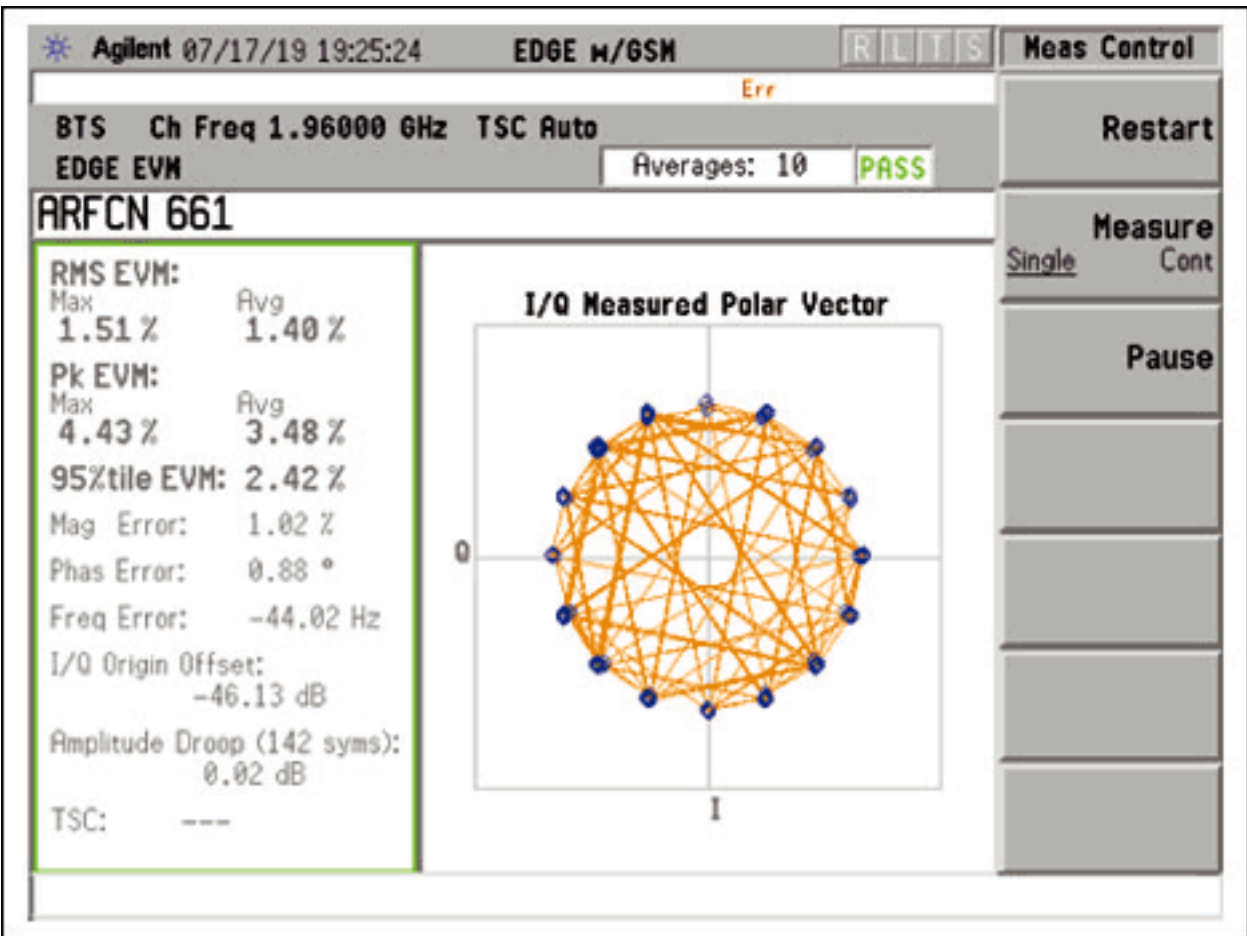 Agilent 07/17/19 19:25:24 EDGE w/GSM R L T S Meas Control
Err
BTS Ch Freq 1.96000 GHz TSC Auto
EDGE EVM Averages: 10 PASS
ARFCN 661
RMS EVM:
Max Avg
1.51 % 1.40 %
Pk EVM:
Max Avg
4.43 % 3.48 %
95%tile EVM: 2.42 %
Mag Error: 1.02 %
Phas Error: 0.88 °
Freq Error: -44.02 Hz
I/Q Origin Offset:
-46.13 dB
Amplitude Droop (142 syms):
0.02 dB
TSC: ---
I/Q Measured Polar Vector
Q
I
Restart
Measure
Single Cont
Pause